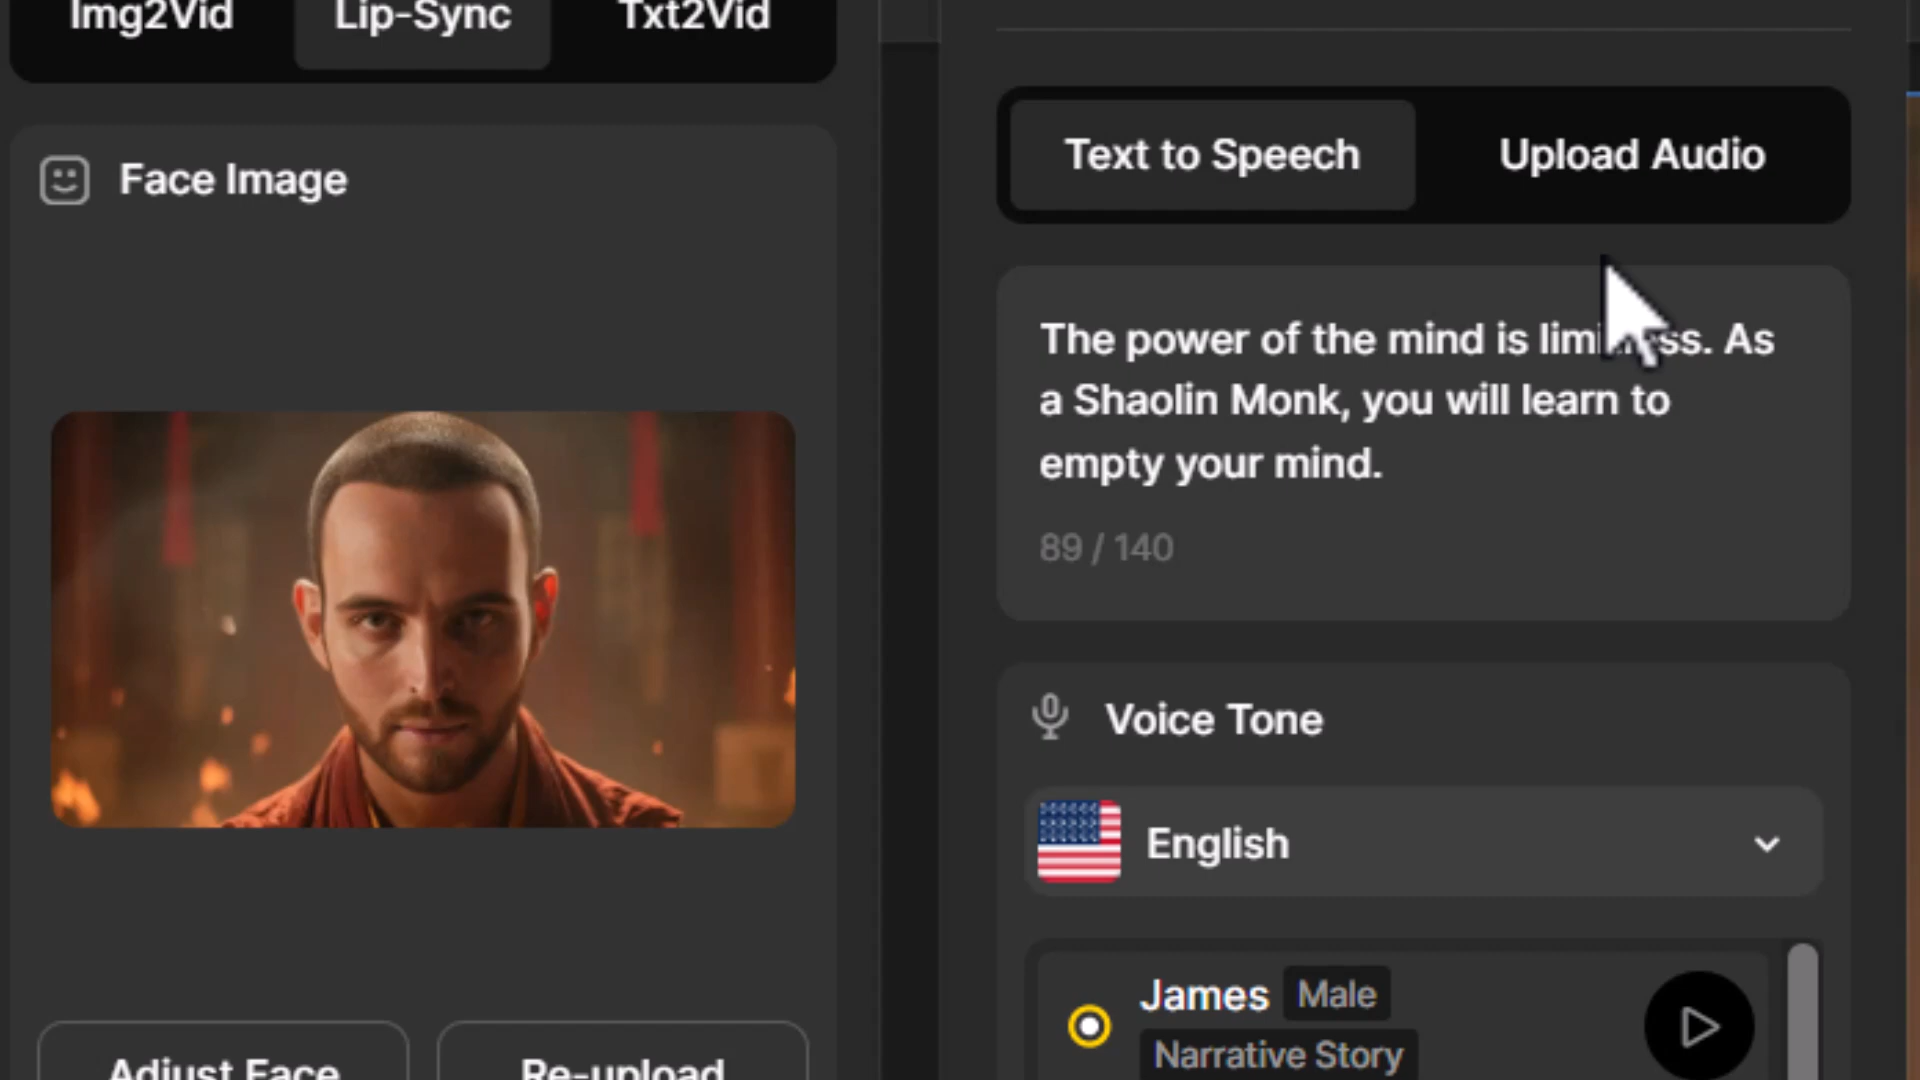 Img2Vid
Lip-Sync
Txt2Vid
Face Image
Adjust Face
Re-upload
Text to Speech
Upload Audio
The power of the mind is limi ss. As
a Shaolin Monk, you will learn to
empty your mind.
89 / 140
Voice Tone
English
James
Male
Narrative Story